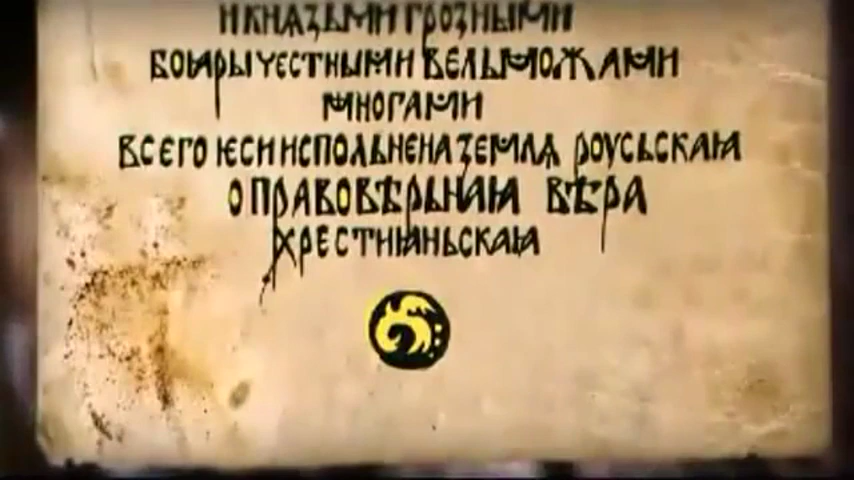 и кнѧзьми грозными
боꙗры честными вельможами
многами
всего ѥси испольнена землѧ роусьскаꙗ
о правовѣрьнаꙗ вѣра
хрестиꙗньскаꙗ